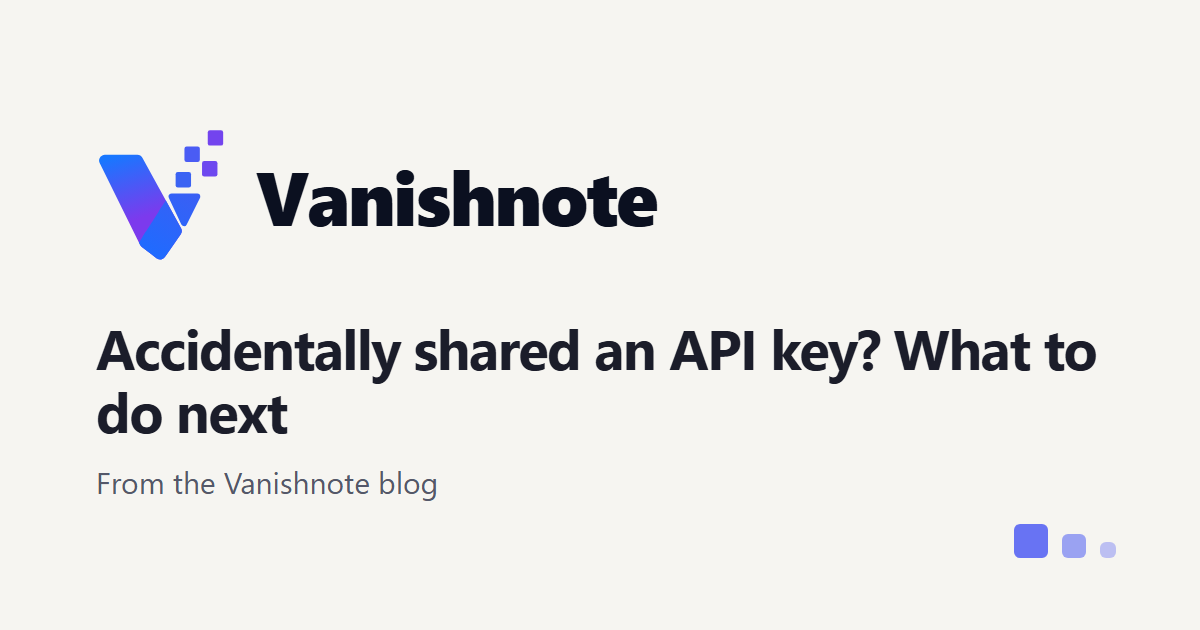 Vanishnote
Accidentally shared an API key? What to
do next
From the Vanishnote blog